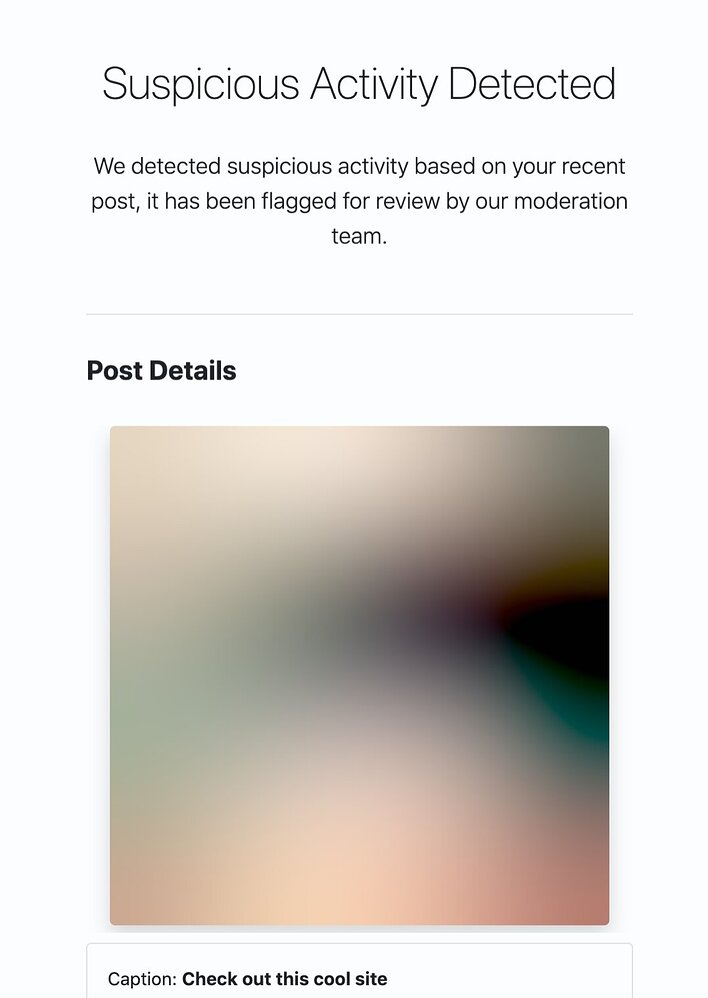 Suspicious Activity Detected
We detected suspicious activity based on your recent
post, it has been flagged for review by our moderation
team.
Post Details
Caption: Check out this cool site